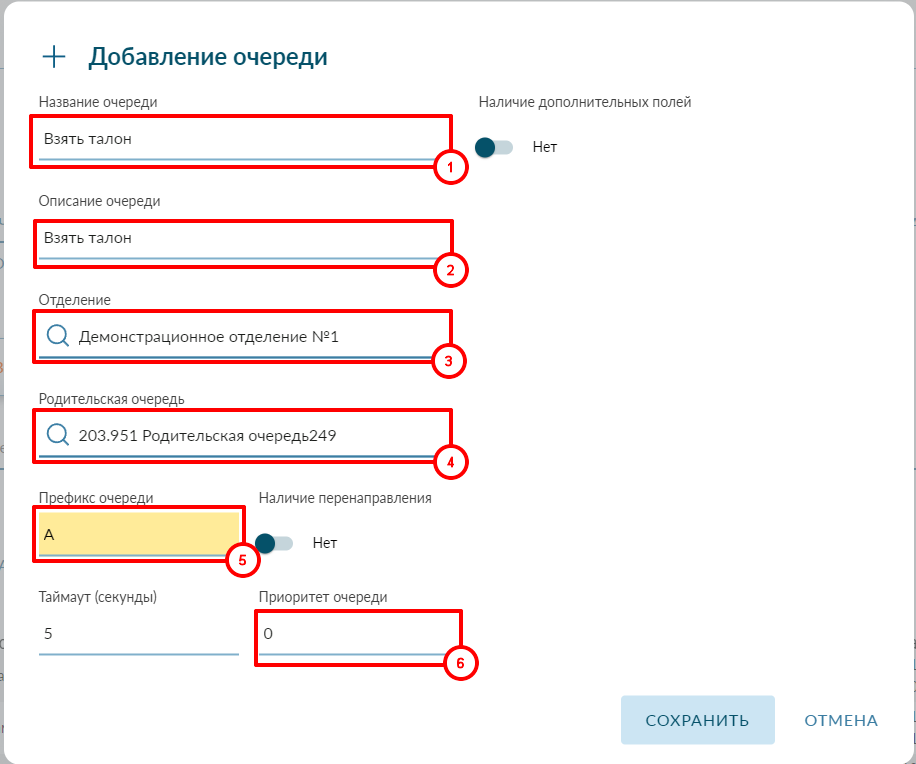 Добавление очереди
Название очереди
Наличие дополнительных полей
Взять талон
Нет
1
Описание очереди
Взять талон
2
Отделение
Демонстрационное отделение №1
3
Родительская очередь
203.951 Родительская очередь249
4
Префикс очереди
Наличие перенаправления
А
Нет
5
Таймаут (секунды)
Приоритет очереди
5
0
6
СОХРАНИТЬ
ОТМЕНА